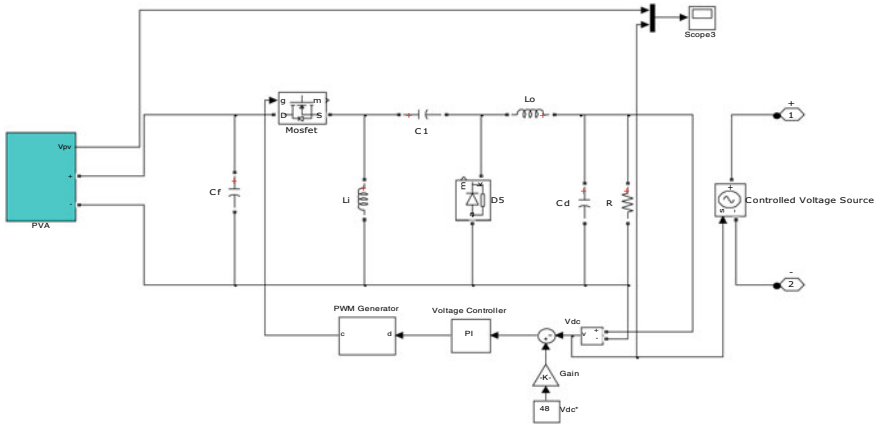 Scope3
Lo
+
1
g m
D S
Mosfet
+
C1
Vpv
+
-
PVA
+
Cf
+
Li
E
D5
+
Cd
+
R
+
s -
Controlled Voltage Source
-
2
PWM Generator
c d
Voltage Controller
PI
-
+
Vdc
v +
-
-K-
Gain
48
Vdc*